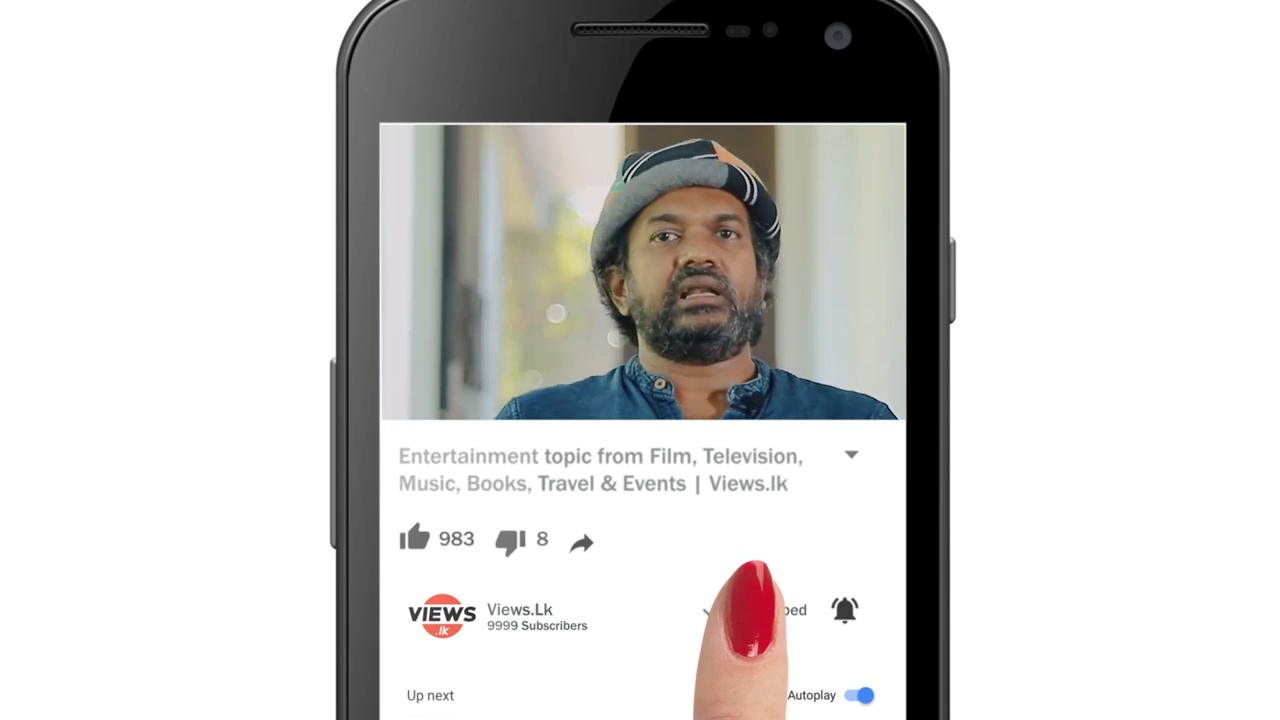 Entertainment topic from Film, Television,
Music, Books, Travel & Events | Views.lk
983
8
VIEWS
.lk
Views.Lk
9999 Subscribers
Up next
Autoplay